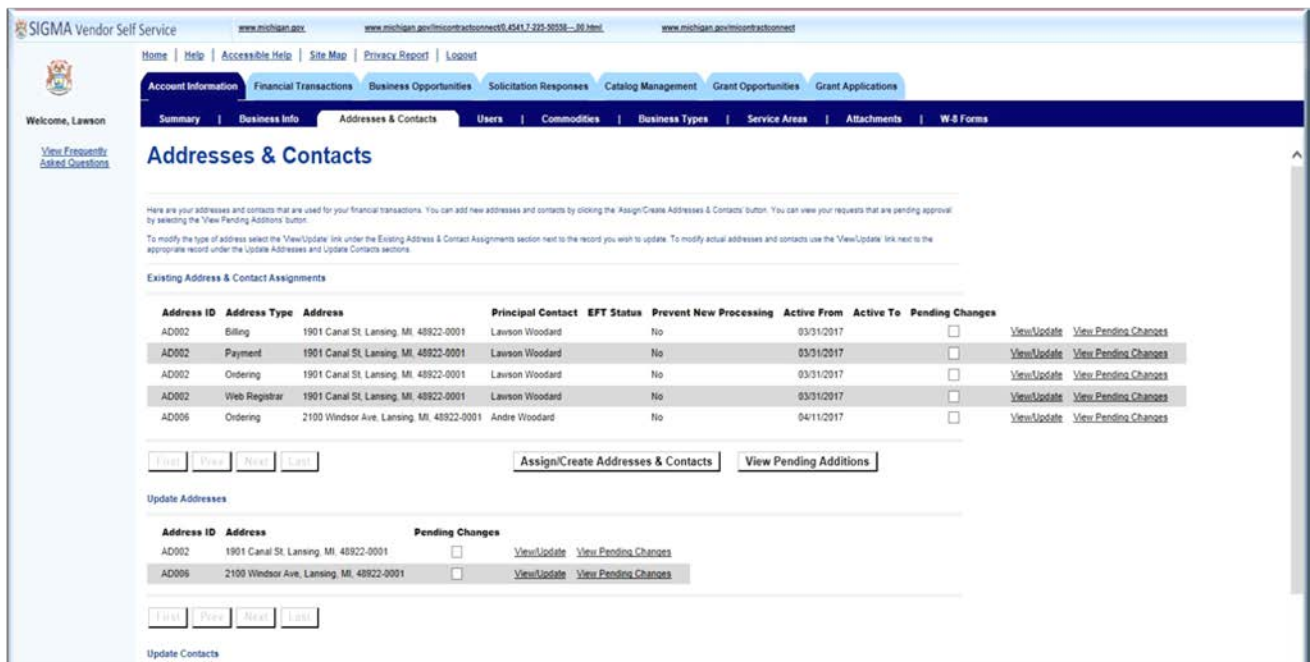 SIGMA Vendor Self Service
www.michigan.gov www.michigan.gov/micontractconnect/0,4541,7-225-50558---,00.html www.michigan.gov/micontractconnect
Home | Help | Accessible Help | Site Map | Privacy Report | Logout
Account Information Financial Transactions Business Opportunities Solicitation Responses Catalog Management Grant Opportunities Grant Applications
Welcome, Lawson
Summary | Business Info Addresses & Contacts Users | Commodities | Business Types | Service Areas | Attachments | W-8 Forms
View Frequently
Asked Questions
Addresses & Contacts
Here are your addresses and contacts that are used for your financial transactions. You can add new addresses and contacts by clicking the 'Assign/Create Addresses & Contacts' button. You can view your requests that are pending approval
by selecting the 'View Pending Additions' button.
To modify the type of address select the 'View/Update' link under the Existing Address & Contact Assignments section next to the record you wish to update. To modify actual addresses and contacts use the 'View/Update' link next to the
appropriate record under the Update Addresses and Update Contacts sections.
Existing Address & Contact Assignments
Address ID Address Type Address Principal Contact EFT Status Prevent New Processing Active From Active To Pending Changes
AD002 Billing 1901 Canal St, Lansing, MI, 48922-0001 Lawson Woodard No 03/31/2017 View/Update View Pending Changes
AD002 Payment 1901 Canal St, Lansing, MI, 48922-0001 Lawson Woodard No 03/31/2017 View/Update View Pending Changes
AD002 Ordering 1901 Canal St, Lansing, MI, 48922-0001 Lawson Woodard No 03/31/2017 View/Update View Pending Changes
AD002 Web Registrar 1901 Canal St, Lansing, MI, 48922-0001 Lawson Woodard No 03/31/2017 View/Update View Pending Changes
AD006 Ordering 2100 Windsor Ave, Lansing, MI, 48922-0001 Andre Woodard No 04/11/2017 View/Update View Pending Changes
First Prev Next Last Assign/Create Addresses & Contacts View Pending Additions
Update Addresses
Address ID Address Pending Changes
AD002 1901 Canal St, Lansing, MI, 48922-0001 View/Update View Pending Changes
AD006 2100 Windsor Ave, Lansing, MI, 48922-0001 View/Update View Pending Changes
First Prev Next Last
Update Contacts